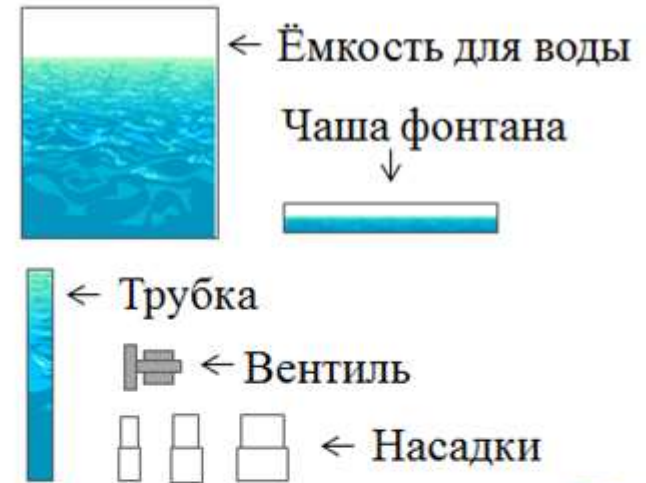 Ёмкость для воды
Чаша фонтана
Трубка
Вентиль
Насадки